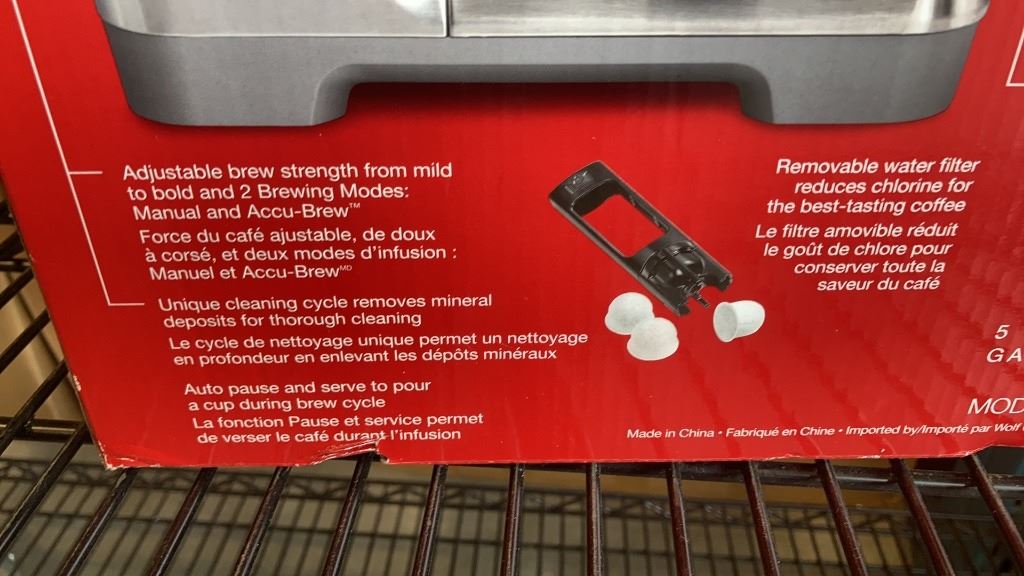 Adjustable brew strength from mild
to bold and 2 Brewing Modes:
Manual and Accu-Brew™
Force du café ajustable, de doux
à corsé, et deux modes d'infusion :
Manuel et Accu-Brew MD
Unique cleaning cycle removes mineral
deposits for thorough cleaning
Le cycle de nettoyage unique permet un nettoyage
en profondeur en enlevant les dépôts minéraux
Auto pause and serve to pour
a cup during brew cycle
La fonction Pause et service permet
de verser le café durant l'infusion
Removable water filter
reduces chlorine for
the best-tasting coffee
Le filtre amovible réduit
le goût de chlore pour
conserver toute la
saveur du café
5
GA
MOD
Made in China • Fabriqué en Chine • Imported by/Importé par Wolf